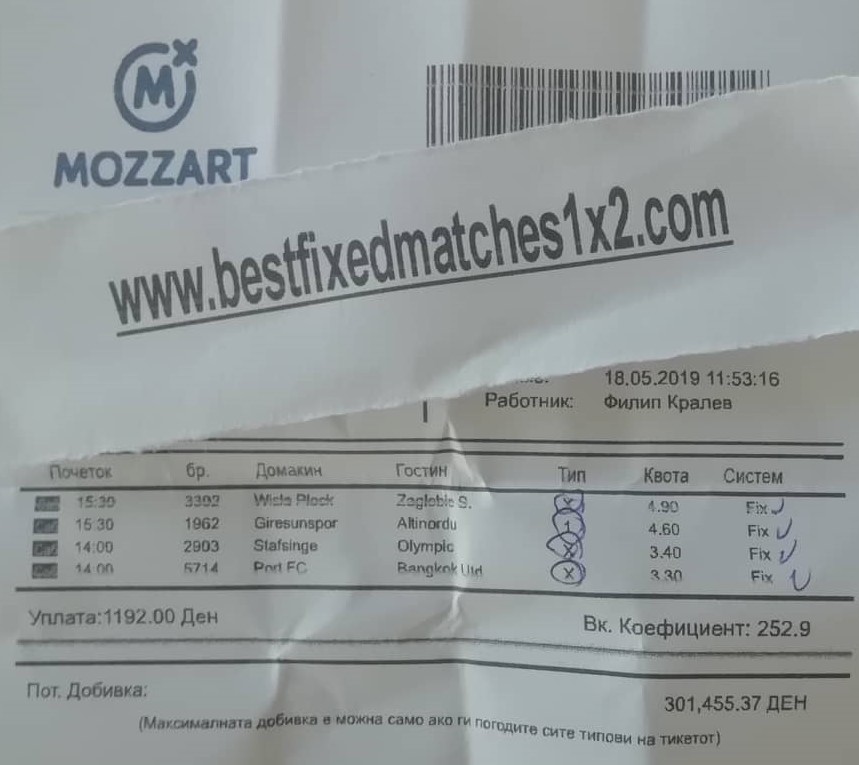 MOZZART
www.bestfixedmatches1x2.com
18.05.2019 11:53:16
Работник: Филип Кралев
Почеток бр. Домакин Гостин Тип Квота Систем
15:30 3302 Wisla Plock Zaglebie S. X 4.90 Fix
15:30 1962 Giresunspor Altinordu 1 4.60 Fix
14:00 2903 Stafsinge Olympic X 3.40 Fix
14:00 5714 Port FC Bangkok Utd X 3.30 Fix
Уплата:1192.00 Ден
Вк. Коефициент: 252.9
Пот. Добивка:
301,455.37 ДЕН
(Максималната добивка е можна само ако ги погодите сите типови на тикетот)